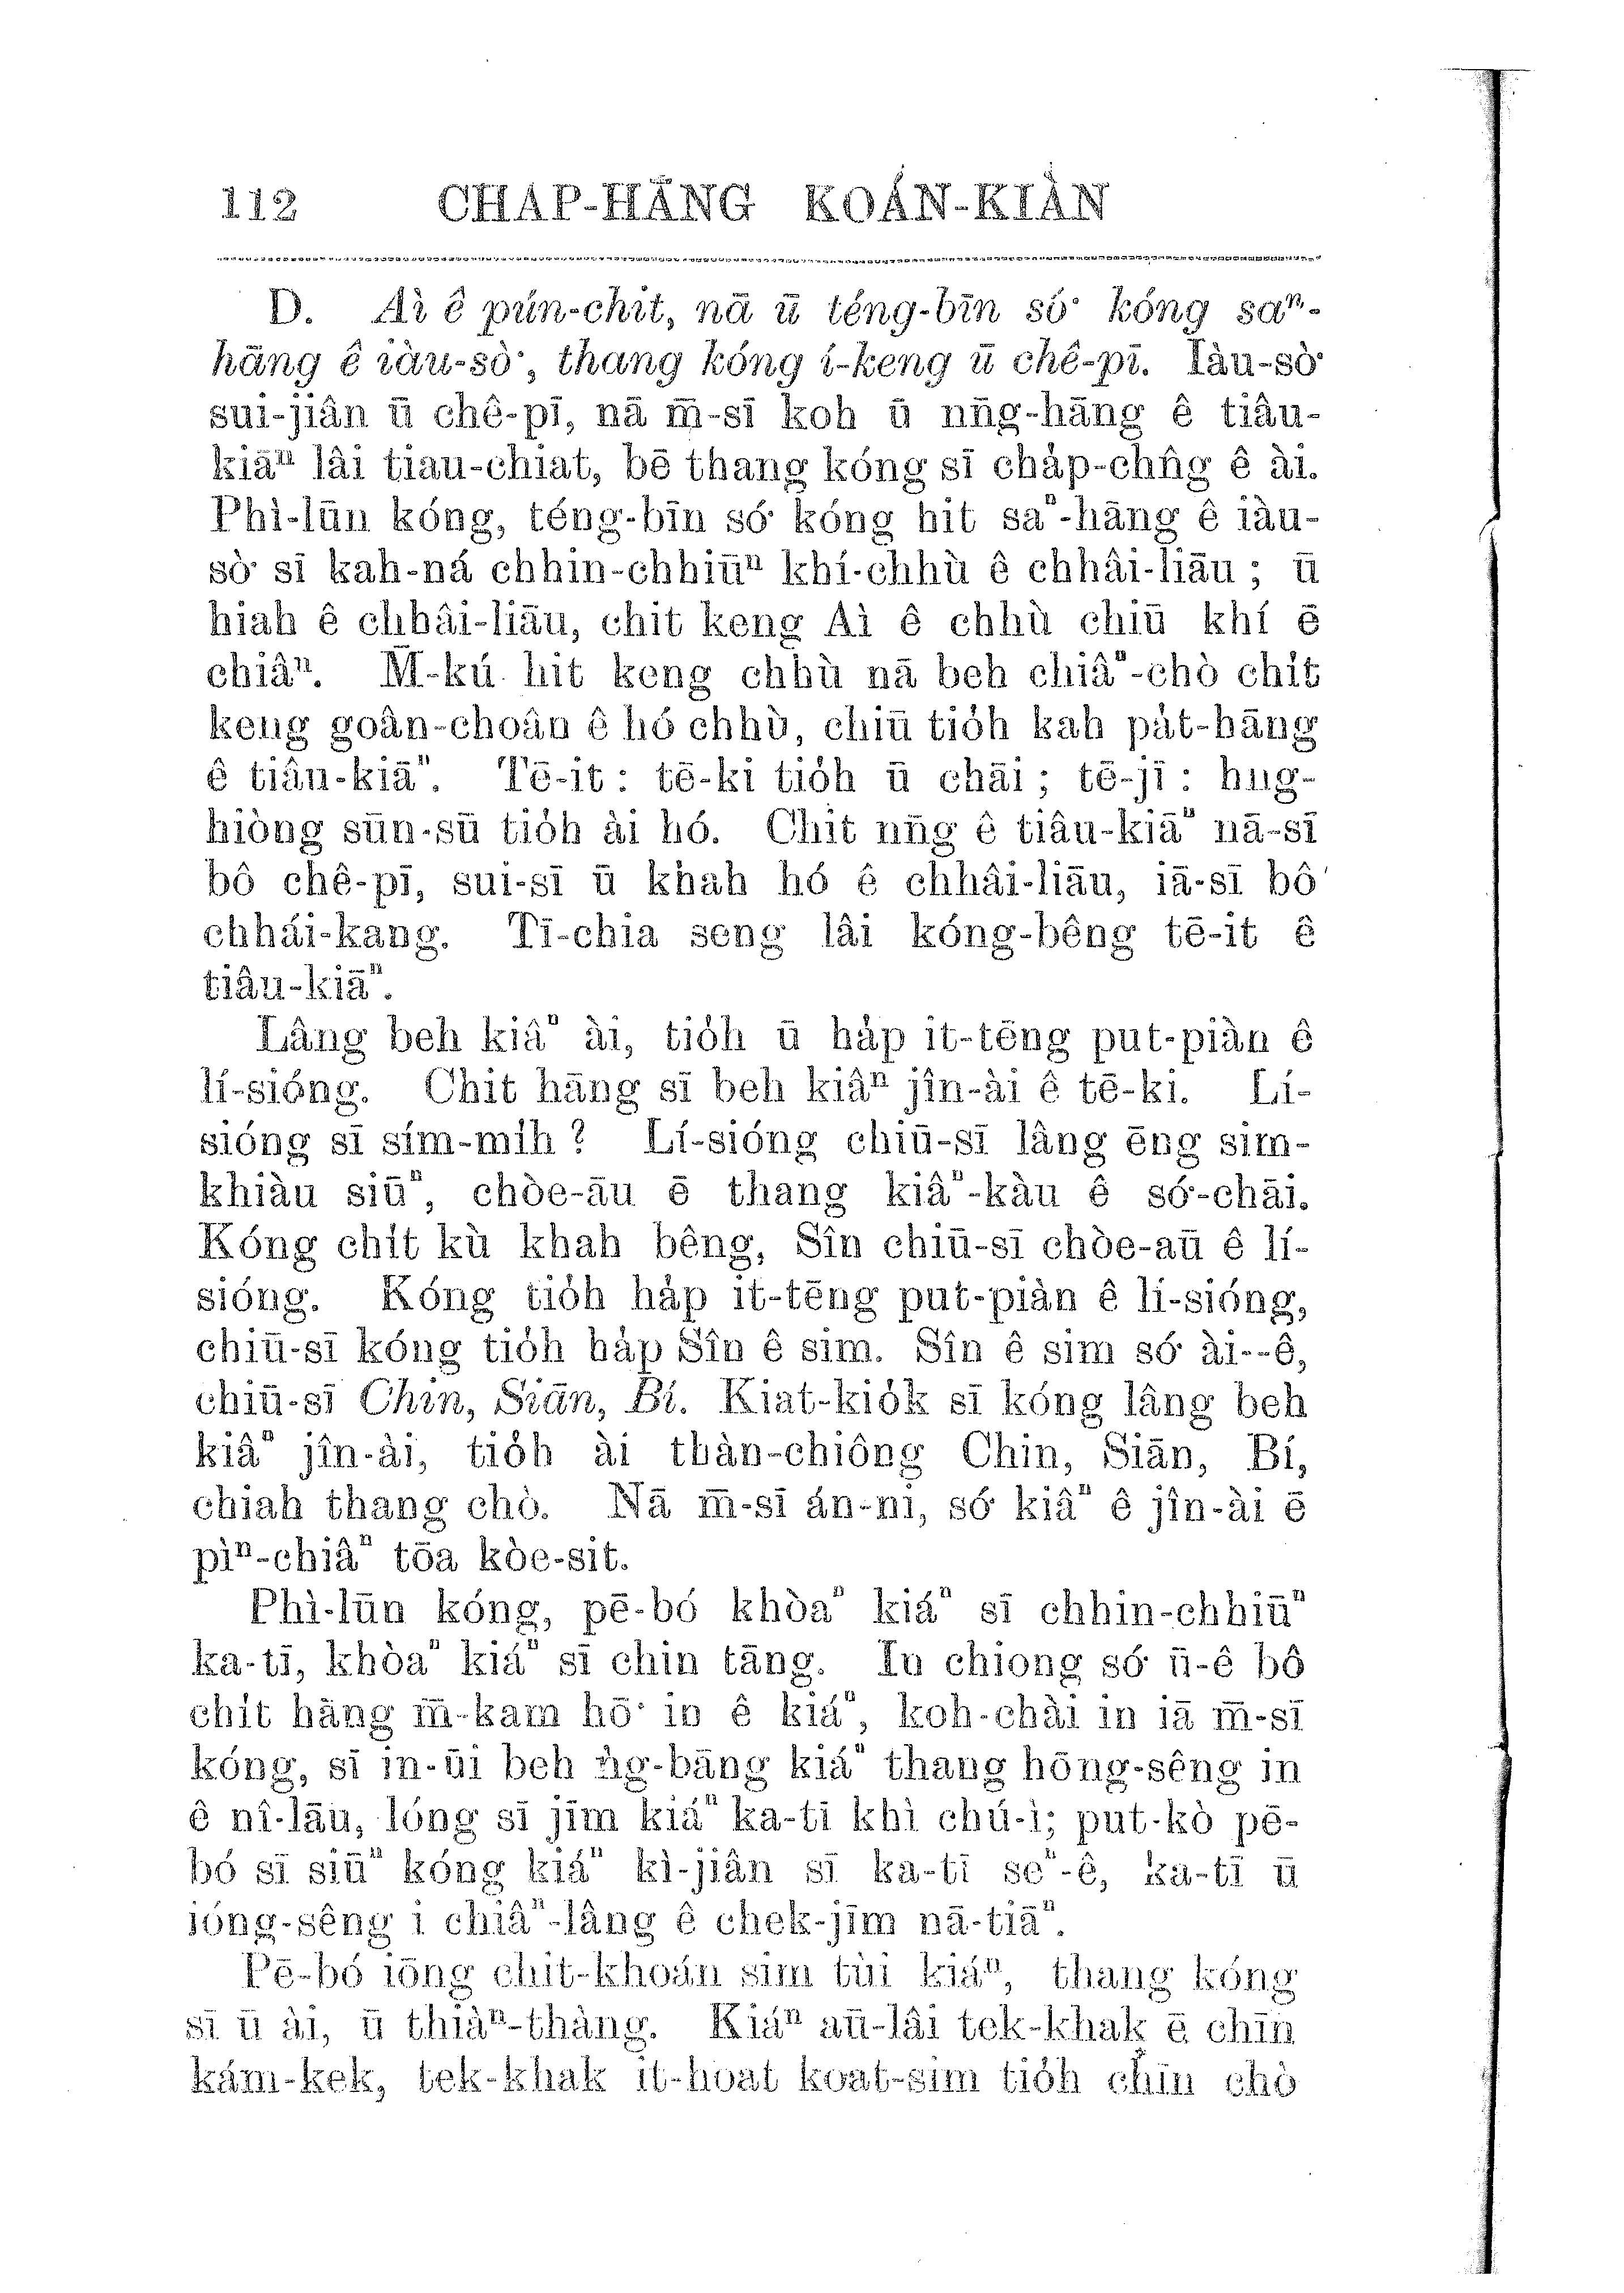 112 CHAP-HĀNG KOÁN-KIÀN
D. Ài ê pún-chit, nā ū téng-bīn só͘ kóng saⁿ-
hāng ê iàu-sò͘, thang kóng í-keng ū chê-pī. Iàu-sò͘
sui-jiân ū chê-pī, nā m̄-sī koh ū nn̄g-hāng ê tiâu-
kiāⁿ lâi tiau-chiat, bē thang kóng sī cha̍p-chn̂g ê ài.
Phì-lūn kóng, téng-bīn só͘ kóng hit saⁿ-hāng ê iàu-
sò͘ sī kah-ná chhin-chhiūⁿ khí-chhù ê chhâi-liāu; ū
hiah ê chhâi-liāu, chit keng Ài ê chhù chiū khí ē
chiâⁿ. M̄-kú hit keng chhù nā beh chiâⁿ-chò chi̍t
keng goân-choân ê hó chhù, chiū tio̍h kah pa̍t-hāng
ê tiâu-kiāⁿ. Tē-it: tē-ki tio̍h ū chāi; tē-jī: hng-
hiòng sūn-sū tio̍h ài hó. Chit nn̄g ê tiâu-kiāⁿ nā-sī
bô chê-pī, sui-sī ū khah hó ê chhâi-liāu, iā-sī bô
chhái-kang. Tī-chia seng lâi kóng-bêng tē-it ê
tiâu-kiāⁿ.
Lâng beh kiâⁿ ài, tio̍h ū ha̍p it-tēng put-piàn ê
lí-sióng. Chit hāng sī beh kiâⁿ jîn-ài ê tē-ki. Lí-
sióng sī sím-mih? Lí-sióng chiū-sī lâng ēng sim-
khiàu siūⁿ, chòe-āu ē thang kiâⁿ-kàu ê só͘-chāi.
Kóng chi̍t kù khah bêng, Sîn chiū-sī chòe-aū ê lí-
sióng. Kóng tio̍h ha̍p it-tēng put-piàn ê lí-sióng,
chiū-sī kóng tio̍h ha̍p Sîn ê sim. Sîn ê sim só͘ ài--ê,
chiū-sī Chin, Siān, Bí. Kiat-kio̍k sī kóng lâng beh
kiâⁿ jîn-ài, tio̍h ài thàn-chiông Chin, Siān, Bí,
chiah thang chò. Nā m̄-sī án-ni, só͘ kiâⁿ ê jîn-ài ē
pìⁿ-chiâⁿ tōa kòe-sit.
Phì-lūn kóng, pē-bó khòaⁿ kiáⁿ sī chhin-chhiūⁿ
ka-tī, khòaⁿ kiáⁿ sī chin tāng. In chiong só͘ ū-ê bô
chi̍t hāng m̄-kam hō͘ in ê kiáⁿ, koh-chài in iā m̄-sī
kóng, sī in-ūi beh ǹg-bāng kiáⁿ thang hōng-sêng in
ê nî-lāu, lóng sī jīm kiáⁿ ka-tī khì chú-ì; put-kò pē-
bó sī siūⁿ kóng kiáⁿ kì-jiân sī ka-tī seⁿ-ê, ka-tī ū
ióng-sêng i chiâⁿ-lâng ê chek-jīm nā-tiāⁿ.
Pē-bó iōng chit-khoán sim tùi kiáⁿ, thang kóng
sī ū ài, ū thiàⁿ-thàng. Kiáⁿ aū-lâi tek-khak ē chīn
kám-kek, tek-khak it-hoat koat-sim tio̍h chīn chò